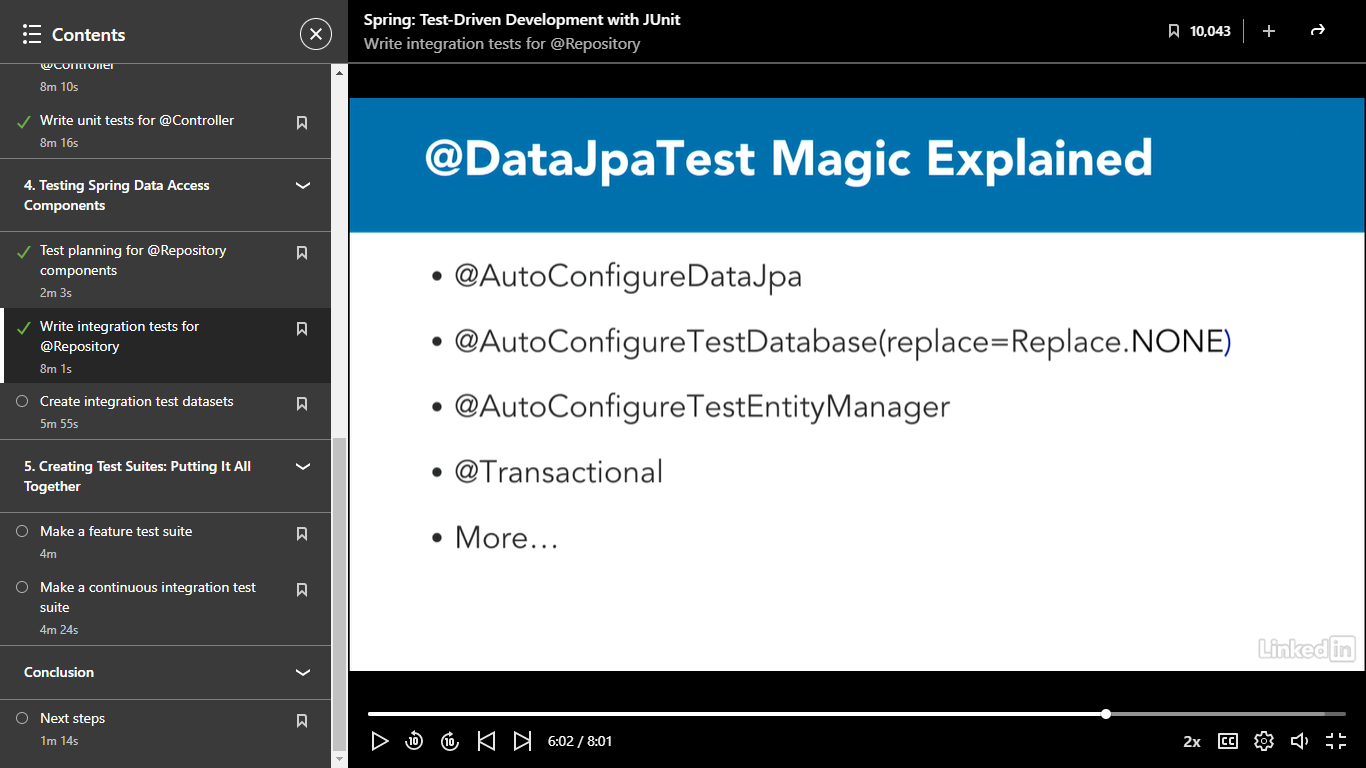 Contents
@Controller
8m 10s
Write unit tests for @Controller
8m 16s
4. Testing Spring Data Access
Components
Test planning for @Repository
components
2m 3s
Write integration tests for
@Repository
8m 1s
Create integration test datasets
5m 55s
5. Creating Test Suites: Putting It All
Together
Make a feature test suite
4m
Make a continuous integration test
suite
4m 24s
Conclusion
Next steps
1m 14s
Spring: Test-Driven Development with JUnit
Write integration tests for @Repository
10,043
@DataJpaTest Magic Explained
• @AutoConfigureDataJpa
• @AutoConfigureTestDatabase(replace=Replace.NONE)
• @AutoConfigureTestEntityManager
• @Transactional
• More...
Linked in
10
10
6:02 / 8:01
2x
CC